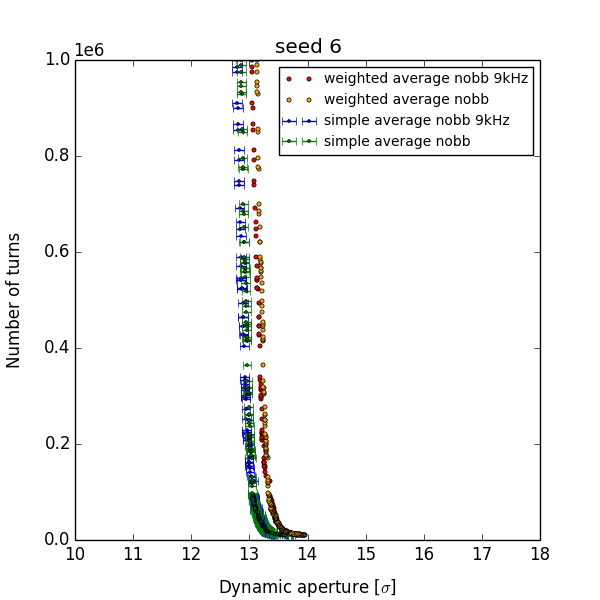 seed 6
1e6
weighted average nobb 9kHz
weighted average nobb
simple average nobb 9kHz
simple average nobb
1.0
0.8
0.6
0.4
0.2
0.0
Number of turns
10 11 12 13 14 15 16 17 18
Dynamic aperture [σ]